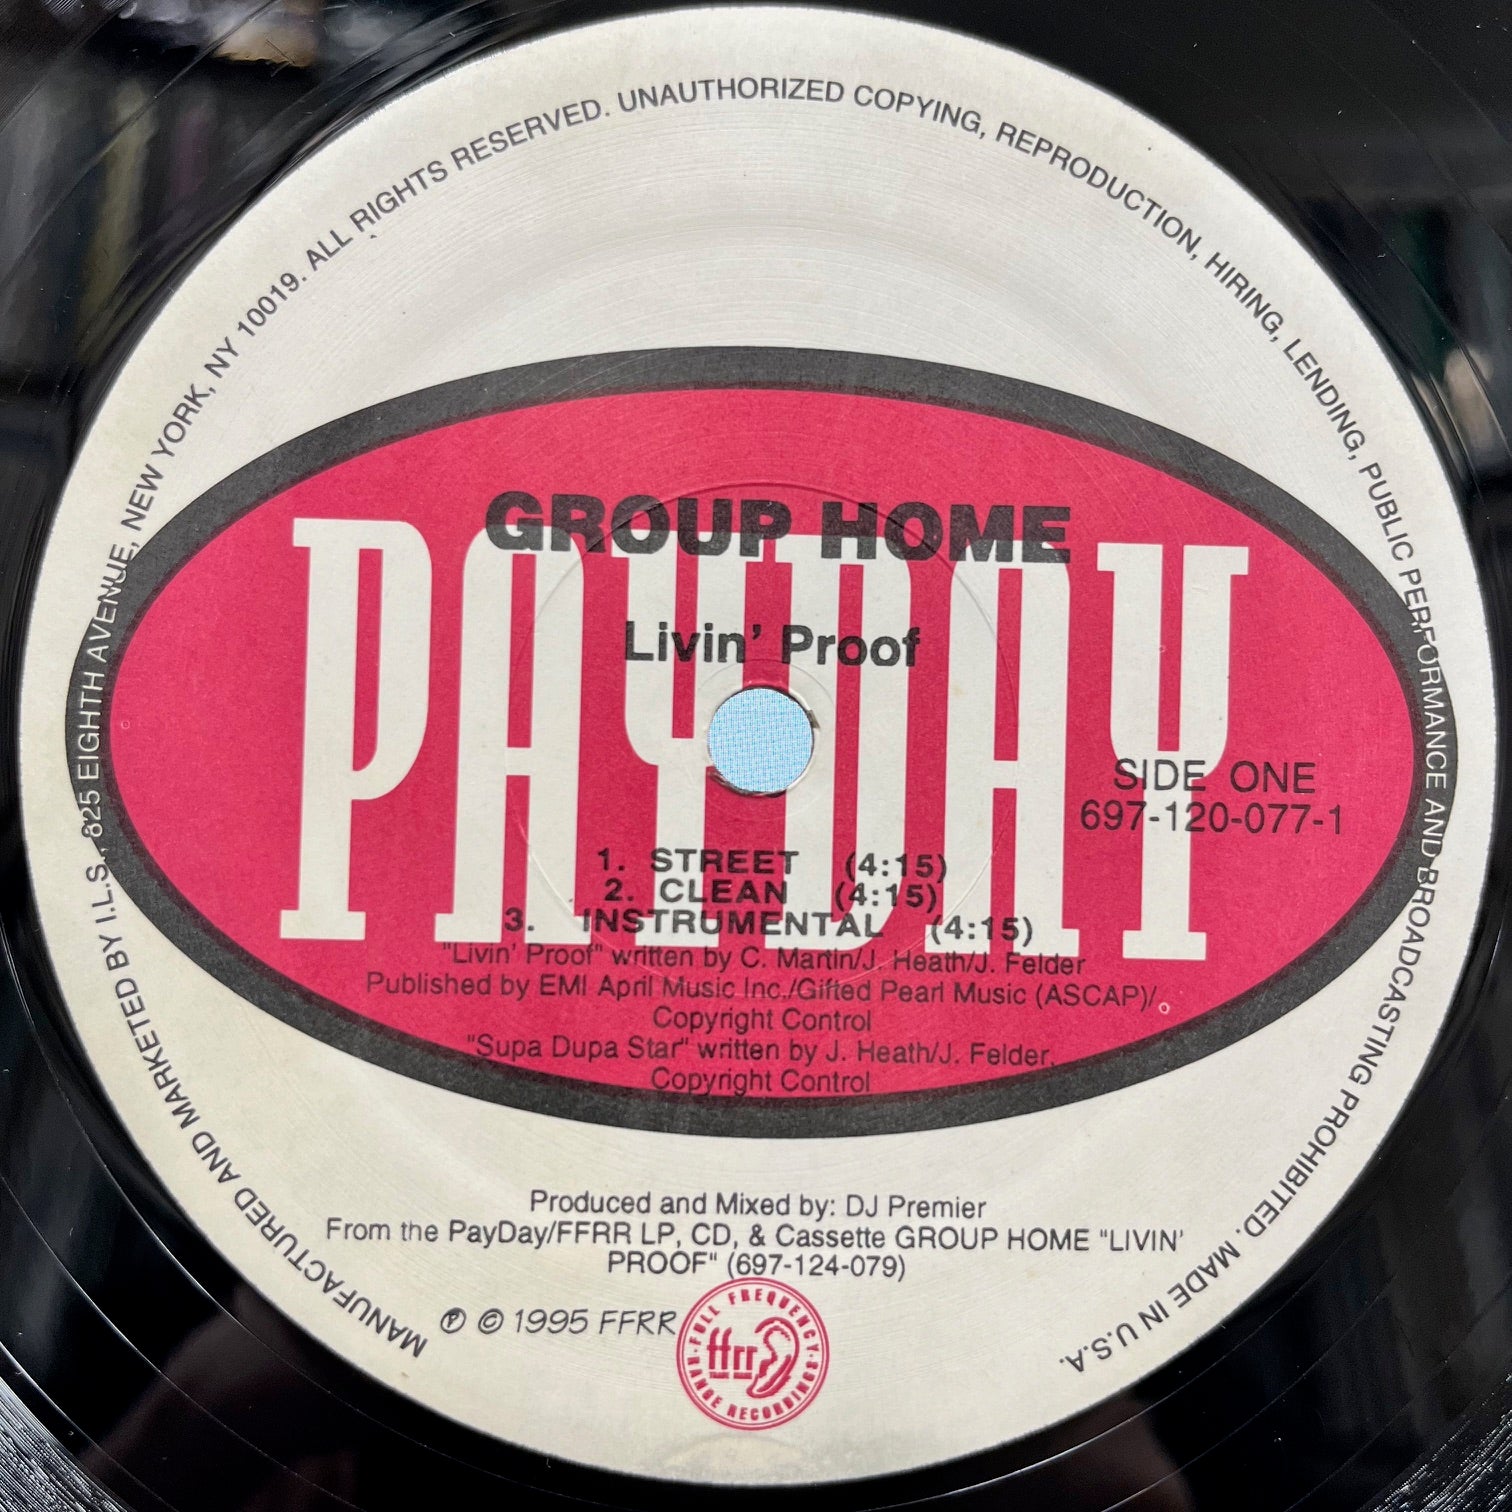 MANUFACTURED AND MARKETED BY I.L.S., 825 EIGHTH AVENUE, NEW YORK, NY 10019. ALL RIGHTS RESERVED. UNAUTHORIZED COPYING, REPRODUCTION, HIRING, LENDING, PUBLIC PERFORMANCE AND BROADCASTING PROHIBITED. MADE IN U.S.A.
PAYDAY
GROUP HOME
Livin' Proof
SIDE ONE
697-120-077-1
1. STREET (4:15)
2. CLEAN (4:15)
3. INSTRUMENTAL (4:15)
"Livin' Proof" written by C. Martin/J. Heath/J. Felder
Published by EMI April Music Inc./Gifted Pearl Music (ASCAP)/
Copyright Control
"Supa Dupa Star" written by J. Heath/J. Felder,
Copyright Control
Produced and Mixed by: DJ Premier
From the PayDay/FFRR LP, CD, & Cassette GROUP HOME "LIVIN'
PROOF" (697-124-079)
℗ © 1995 FFRR
FULL FREQUENCY
ffrr
RANGE RECORDINGS